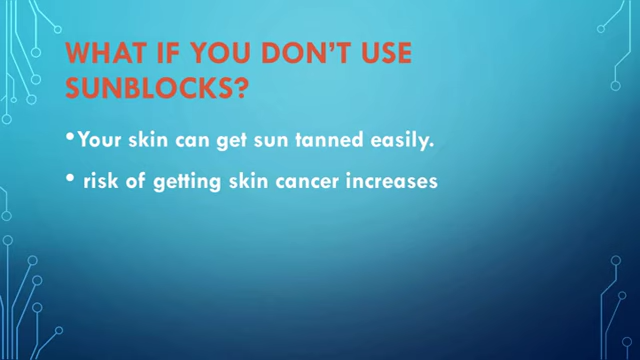 WHAT IF YOU DON'T USE
SUNBLOCKS?
•Your skin can get sun tanned easily.
• risk of getting skin cancer increases